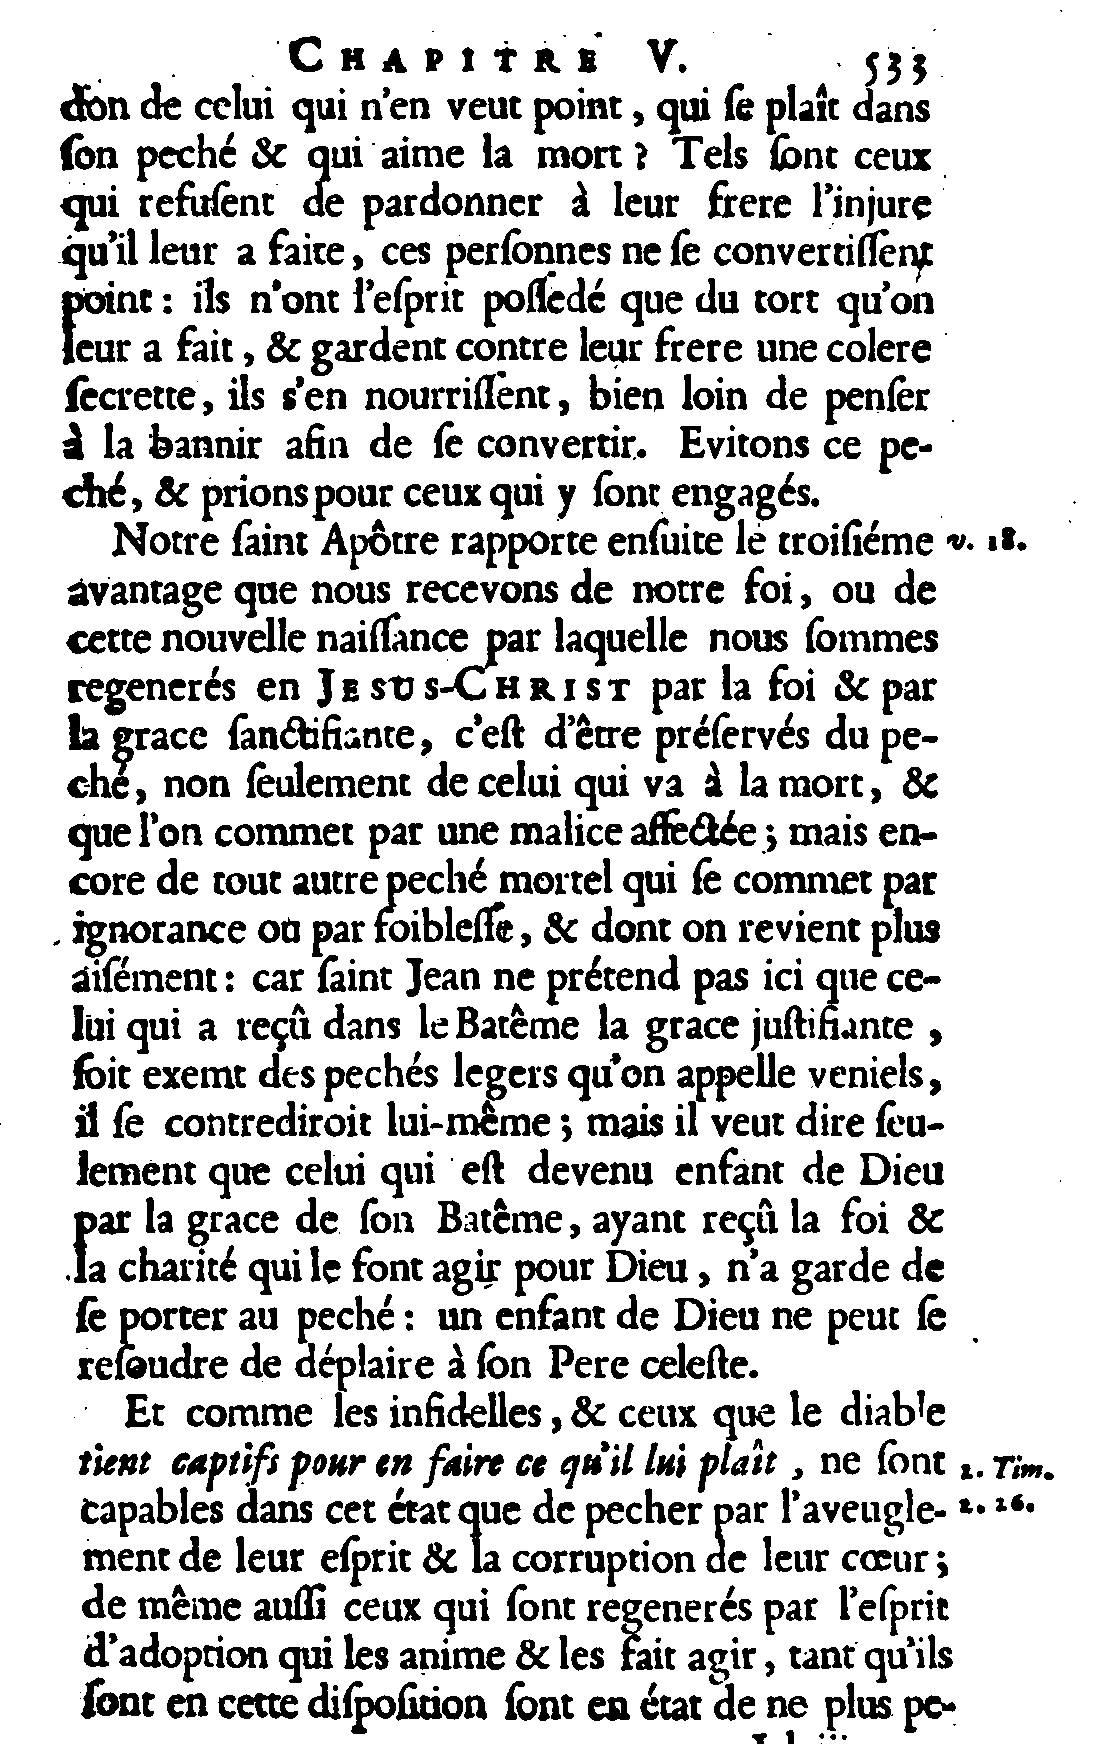 CHAPITRE V. 533
don de celui qui n'en veut point, qui ſe plaît dans
ſon peché & qui aime la mort ? Tels ſont ceux
qui refuſent de pardonner à leur frere l'injure
qu'il leur a faite, ces perſonnes ne ſe convertiſſent
point : ils n'ont l'eſprit poſſedé que du tort qu'on
leur a fait, & gardent contre leur frere une colere
ſecrette, ils s'en nourriſſent, bien loin de penſer
à la bannir afin de ſe convertir. Evitons ce pe-
ché, & prions pour ceux qui y ſont engagés.
Notre ſaint Apôtre rapporte enſuite le troiſiéme v. 18.
avantage que nous recevons de notre foi, ou de
cette nouvelle naiſſance par laquelle nous ſommes
regenerés en JESUS-CHRIST par la foi & par
la grace ſanctifiante, c'eſt d'être préſervés du pe-
ché, non ſeulement de celui qui va à la mort, &
que l'on commet par une malice affectée ; mais en-
core de tout autre peché mortel qui ſe commet par
ignorance ou par foibleſſe, & dont on revient plus
aiſément : car ſaint Jean ne prétend pas ici que ce-
lui qui a reçû dans le Batême la grace juſtifiante,
ſoit exemt des pechés legers qu'on appelle veniels,
il ſe contrediroit lui-même ; mais il veut dire ſeu-
lement que celui qui eſt devenu enfant de Dieu
par la grace de ſon Batême, ayant reçû la foi &
la charité qui le font agir pour Dieu, n'a garde de
ſe porter au peché : un enfant de Dieu ne peut ſe
reſoudre de déplaire à ſon Pere celeſte.
Et comme les infidelles, & ceux que le diable
tient captifs pour en faire ce qu'il lui plaît, ne ſont 2. Tim.
capables dans cet état que de pecher par l'aveugle- 2. 26.
ment de leur eſprit & la corruption de leur cœur ;
de même auſſi ceux qui ſont regenerés par l'eſprit
d'adoption qui les anime & les fait agir, tant qu'ils
ſont en cette diſpoſition ſont en état de ne plus pe-